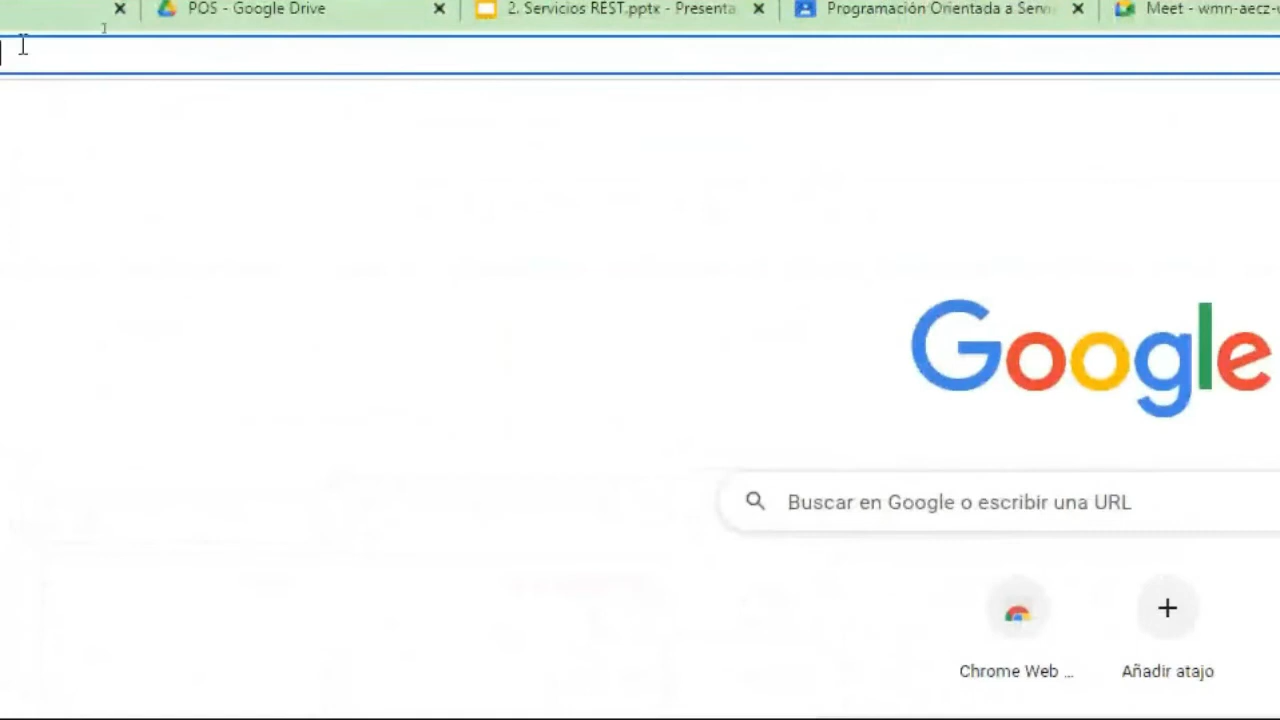 POS - Google Drive
2. Servicios REST.pptx - Presenta
Programación Orientada a Serv
Meet - wmn-aecz-
Google
Buscar en Google o escribir una URL
Chrome Web ...
Añadir atajo